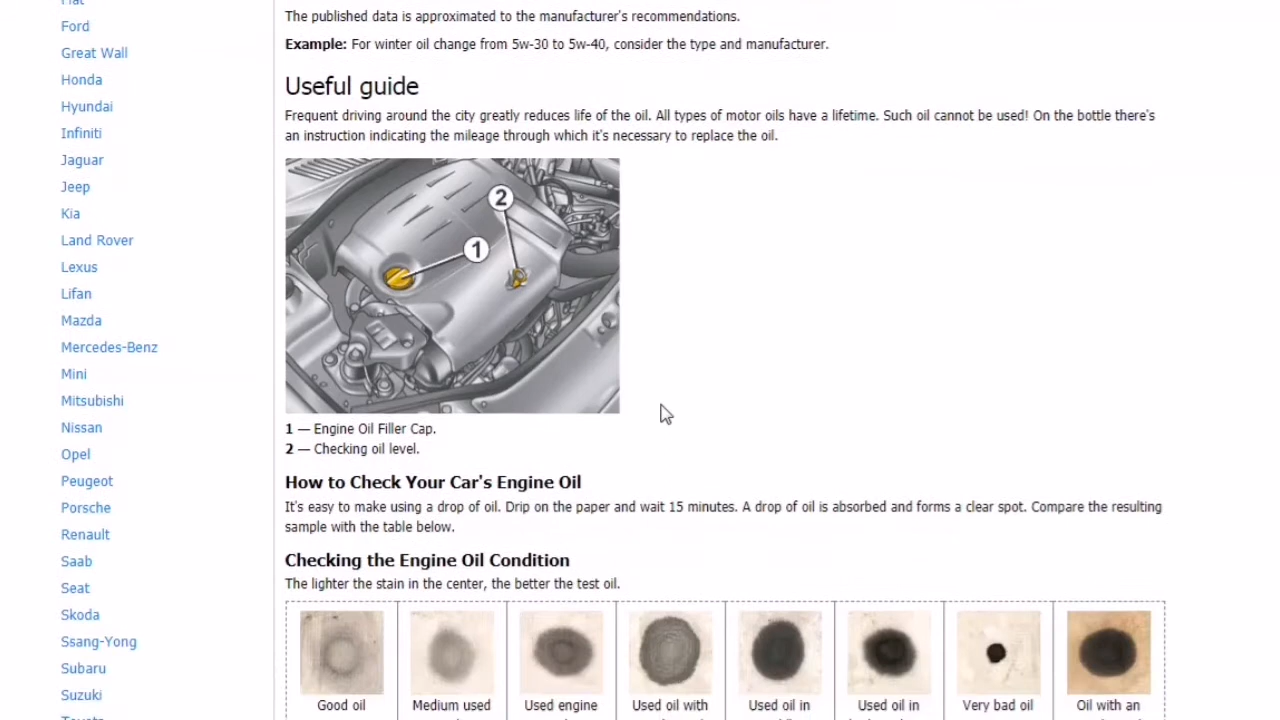 Ford
Great Wall
Honda
Hyundai
Infiniti
Jaguar
Jeep
Kia
Land Rover
Lexus
Lifan
Mazda
Mercedes-Benz
Mini
Mitsubishi
Nissan
Opel
Peugeot
Porsche
Renault
Saab
Seat
Skoda
Ssang-Yong
Subaru
Suzuki
The published data is approximated to the manufacturer's recommendations.
Example: For winter oil change from 5w-30 to 5w-40, consider the type and manufacturer.
Useful guide
Frequent driving around the city greatly reduces life of the oil. All types of motor oils have a lifetime. Such oil cannot be used! On the bottle there's
an instruction indicating the mileage through which it's necessary to replace the oil.
2
1
1 — Engine Oil Filler Cap.
2 — Checking oil level.
How to Check Your Car's Engine Oil
It's easy to make using a drop of oil. Drip on the paper and wait 15 minutes. A drop of oil is absorbed and forms a clear spot. Compare the resulting
sample with the table below.
Checking the Engine Oil Condition
The lighter the stain in the center, the better the test oil.
Good oil
Medium used
Used engine
Used oil with
Used oil in
Used oil in
Very bad oil
Oil with an